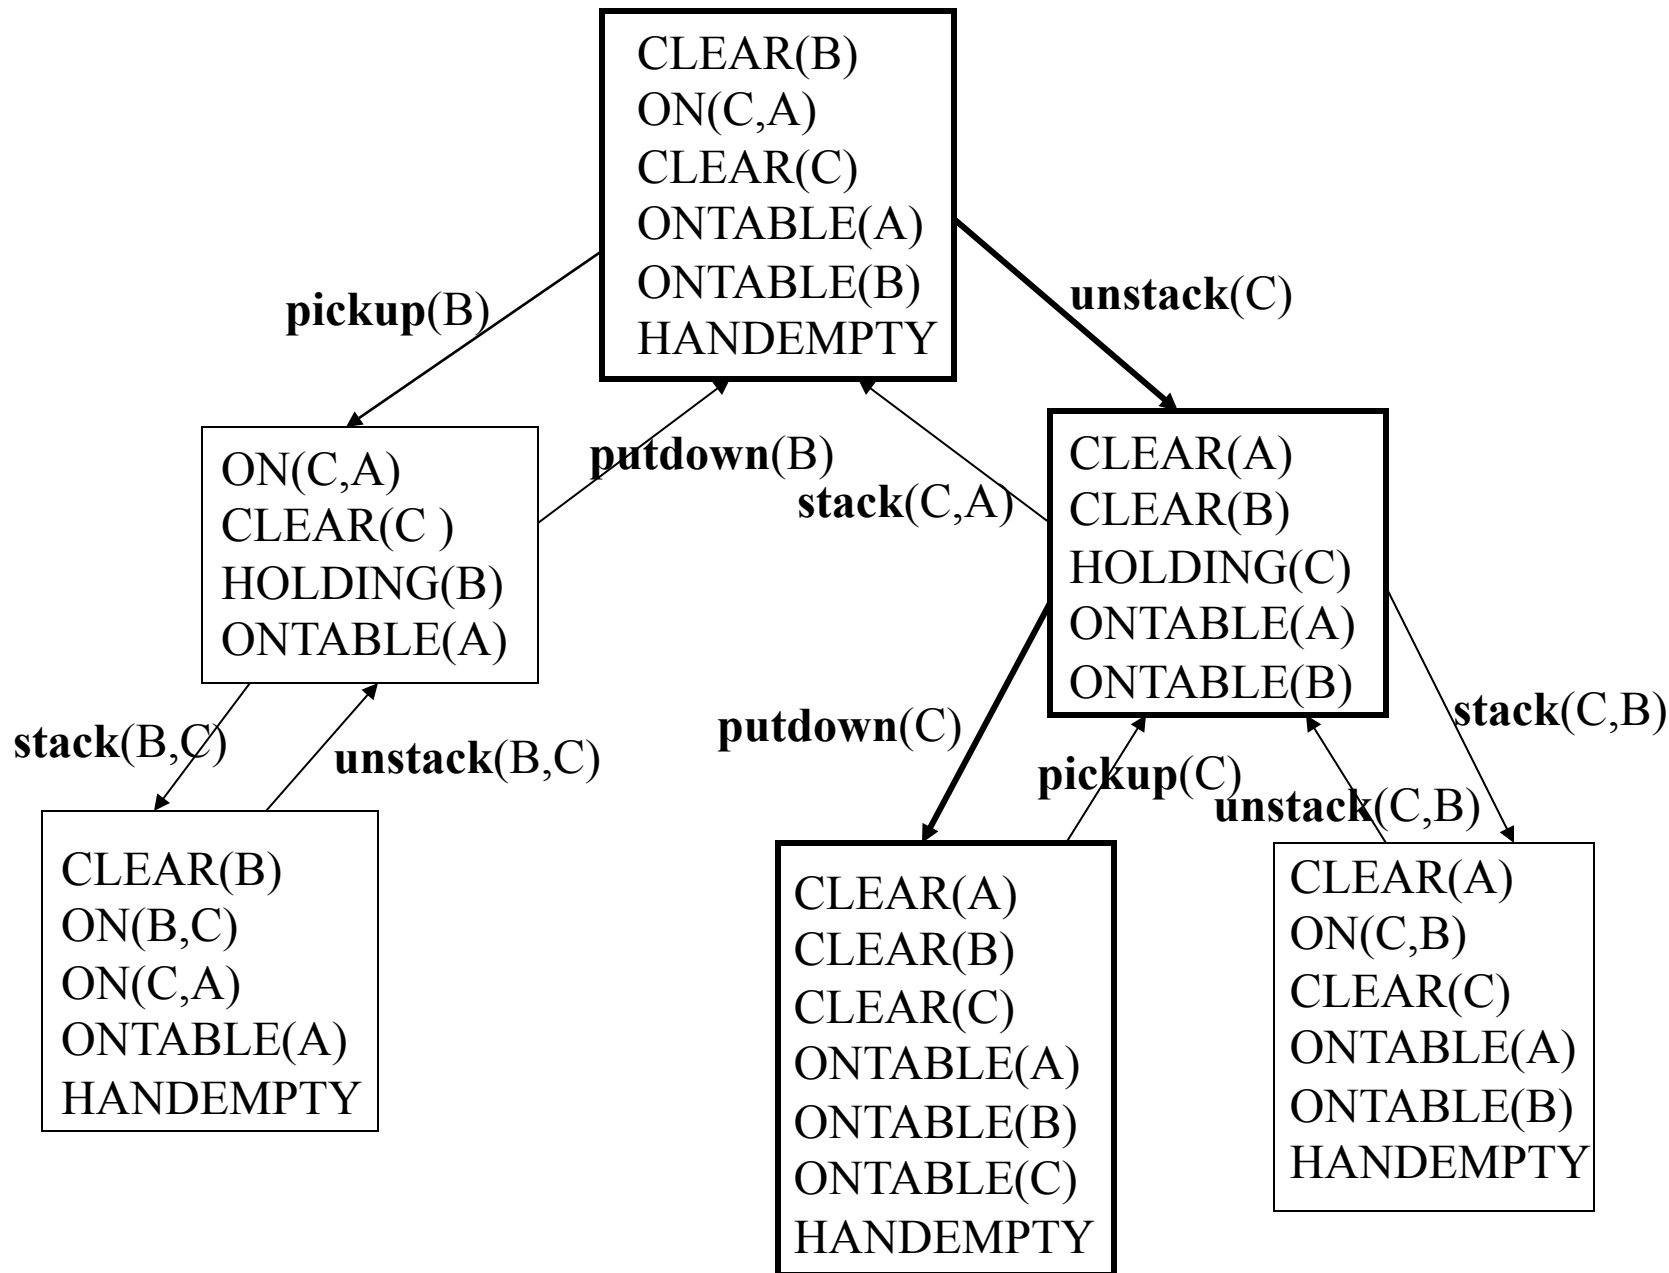 CLEAR(B)
ON(C,A)
CLEAR(C)
ONTABLE(A)
ONTABLE(B)
HANDEMPTY
pickup(B)
unstack(C)
putdown(B)
stack(C,A)
ON(C,A)
CLEAR(C )
HOLDING(B)
ONTABLE(A)
CLEAR(A)
CLEAR(B)
HOLDING(C)
ONTABLE(A)
ONTABLE(B)
stack(B,C)
unstack(B,C)
putdown(C)
pickup(C)
unstack(C,B)
stack(C,B)
CLEAR(B)
ON(B,C)
ON(C,A)
ONTABLE(A)
HANDEMPTY
CLEAR(A)
CLEAR(B)
CLEAR(C)
ONTABLE(A)
ONTABLE(B)
ONTABLE(C)
HANDEMPTY
CLEAR(A)
ON(C,B)
CLEAR(C)
ONTABLE(A)
ONTABLE(B)
HANDEMPTY